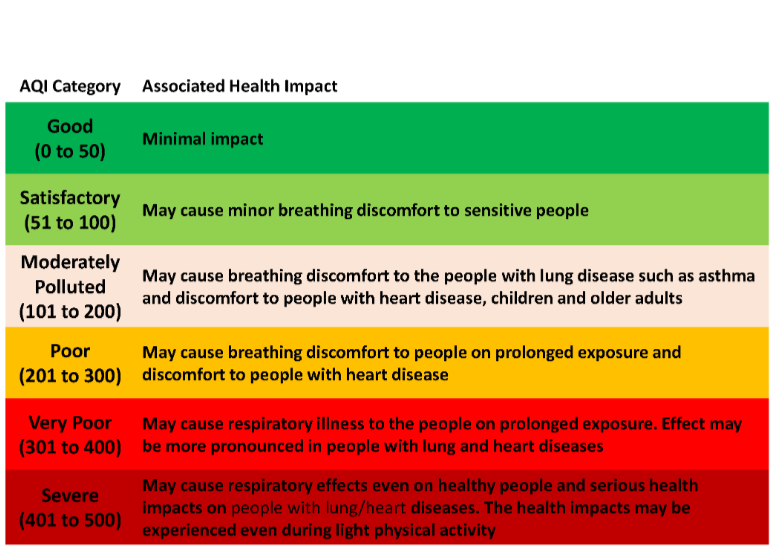 AQI Category Associated Health Impact
Good
(0 to 50)
Minimal impact
Satisfactory
(51 to 100)
May cause minor breathing discomfort to sensitive people
Moderately
Polluted
(101 to 200)
May cause breathing discomfort to the people with lung disease such as asthma
and discomfort to people with heart disease, children and older adults
Poor
(201 to 300)
May cause breathing discomfort to people on prolonged exposure and
discomfort to people with heart disease
Very Poor
(301 to 400)
May cause respiratory illness to the people on prolonged exposure. Effect may
be more pronounced in people with lung and heart diseases
Severe
(401 to 500)
May cause respiratory effects even on healthy people and serious health
impacts on people with lung/heart diseases. The health impacts may be
experienced even during light physical activity